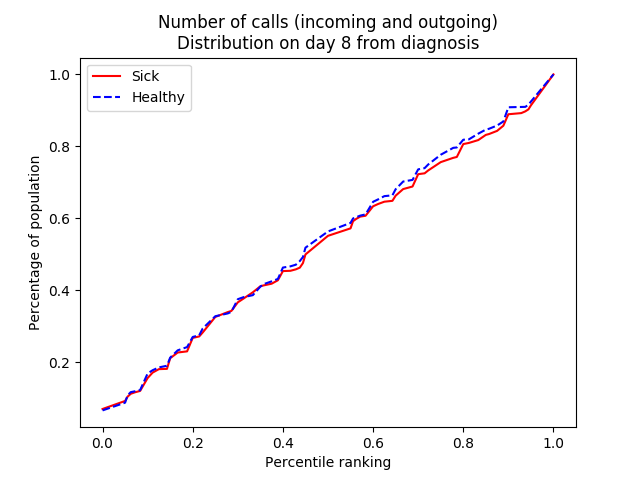 Number of calls (incoming and outgoing)
Distribution on day 8 from diagnosis
Sick
Healthy
Percentage of population
1.0
0.8
0.6
0.4
0.2
0.0
0.2
0.4
0.6
0.8
1.0
Percentile ranking